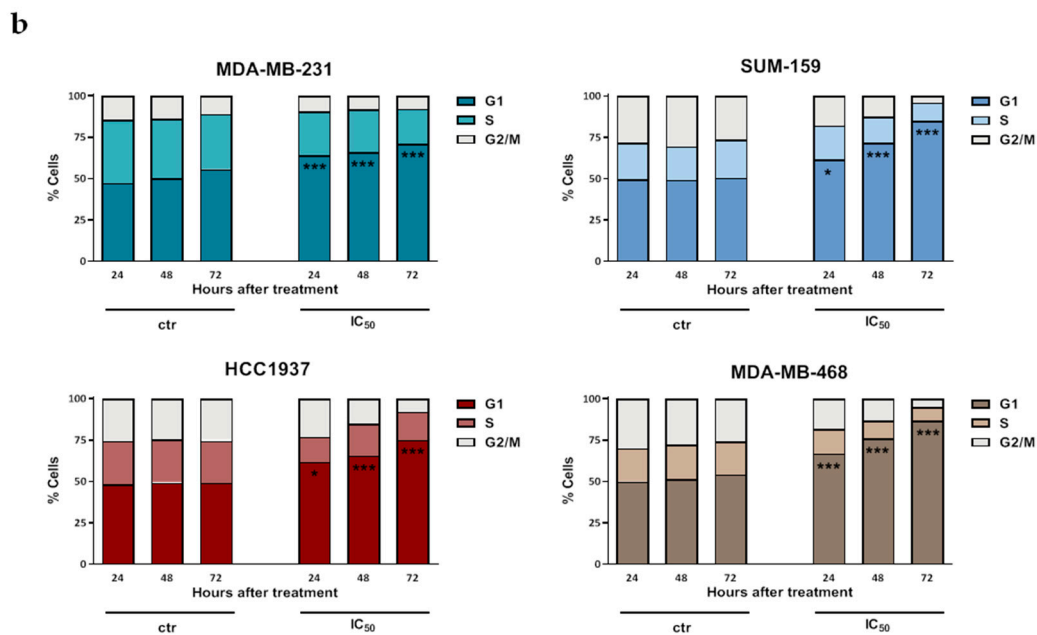 b
MDA-MB-231
100
75
50
25
0
% Cells
G1
S
G2/M
***
***
***
24
48
72
24
48
72
Hours after treatment
ctr
IC50
SUM-159
100
75
50
25
0
% Cells
G1
S
G2/M
*
***
***
24
48
72
24
48
72
Hours after treatment
ctr
IC50
HCC1937
100
75
50
25
0
% Cells
G1
S
G2/M
*
***
***
24
48
72
24
48
72
Hours after treatment
ctr
IC50
MDA-MB-468
100
75
50
25
0
% Cells
G1
S
G2/M
***
***
***
24
48
72
24
48
72
Hours after treatment
ctr
IC50